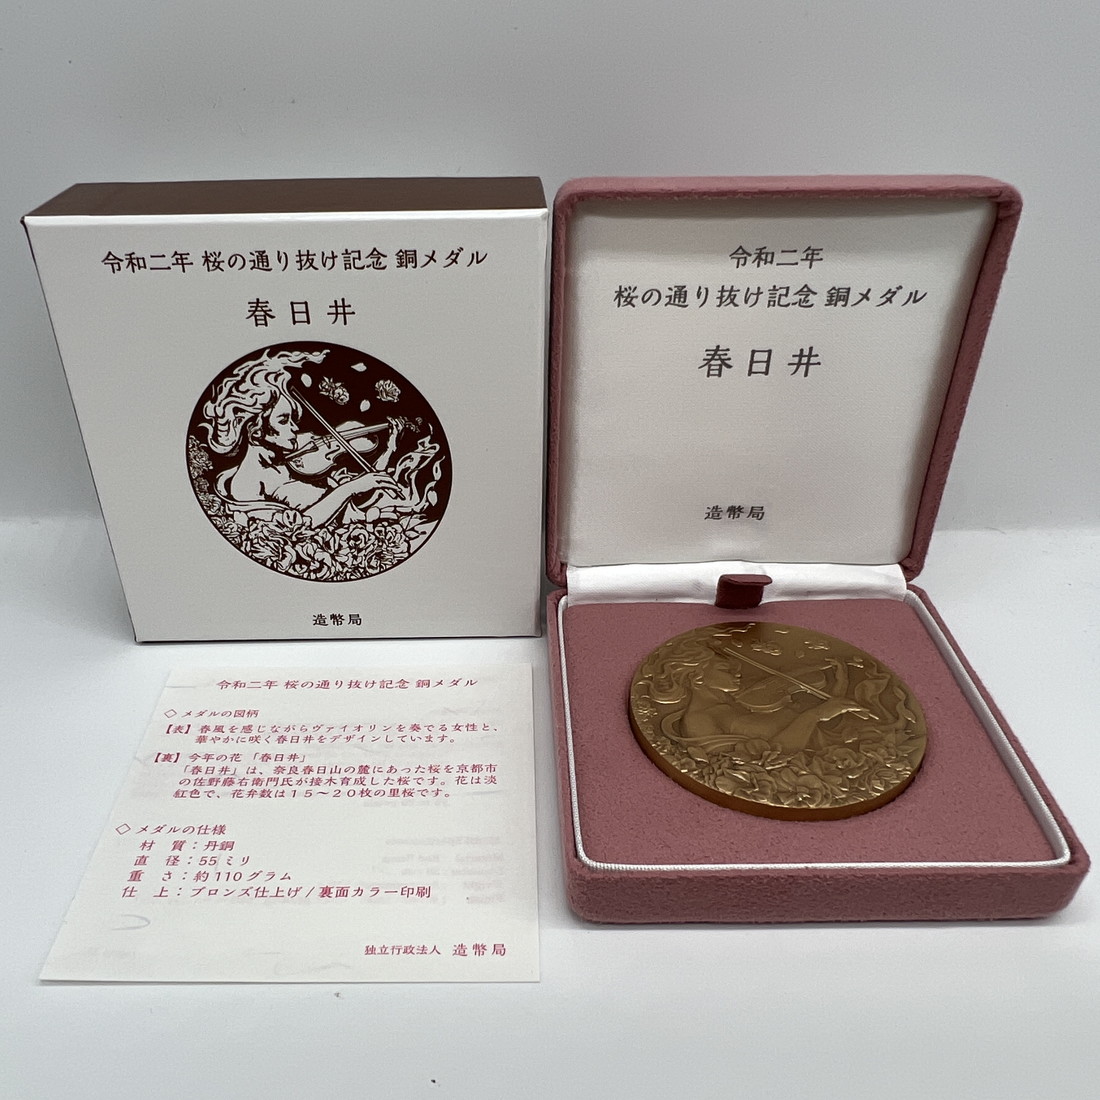 令和二年 桜の通り抜け記念 銅メダル
春日井
造幣局
令和二年
桜の通り抜け記念 銅メダル
春日井
造幣局
令和二年 桜の通り抜け記念 銅メダル
◇ メダルの図柄
【表】春風を感じながらヴァイオリンを奏でる女性と、
華やかに咲く春日井をデザインしています。
【裏】今年の花 「春日井」
「春日井」は、奈良春日山の麓にあった桜を京都市
の佐野藤右衛門氏が接木育成した桜です。花は淡
紅色で、花弁数は15~20枚の里桜です。
◇ メダルの仕様
材 質：丹銅
直 径：55ミリ
重 さ：約110グラム
仕 上：ブロンズ仕上げ / 裏面カラー印刷
独立行政法人 造幣局